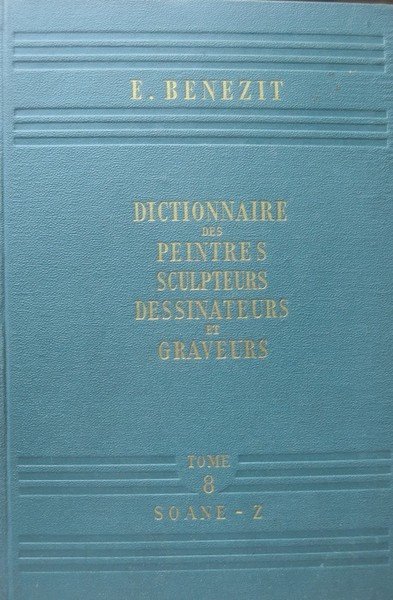 E. BENEZIT
DICTIONNAIRE
DES
PEINTRES
SCULPTEURS
DESSINATEURS
ET
GRAVEURS
TOME
8
SOANE - Z